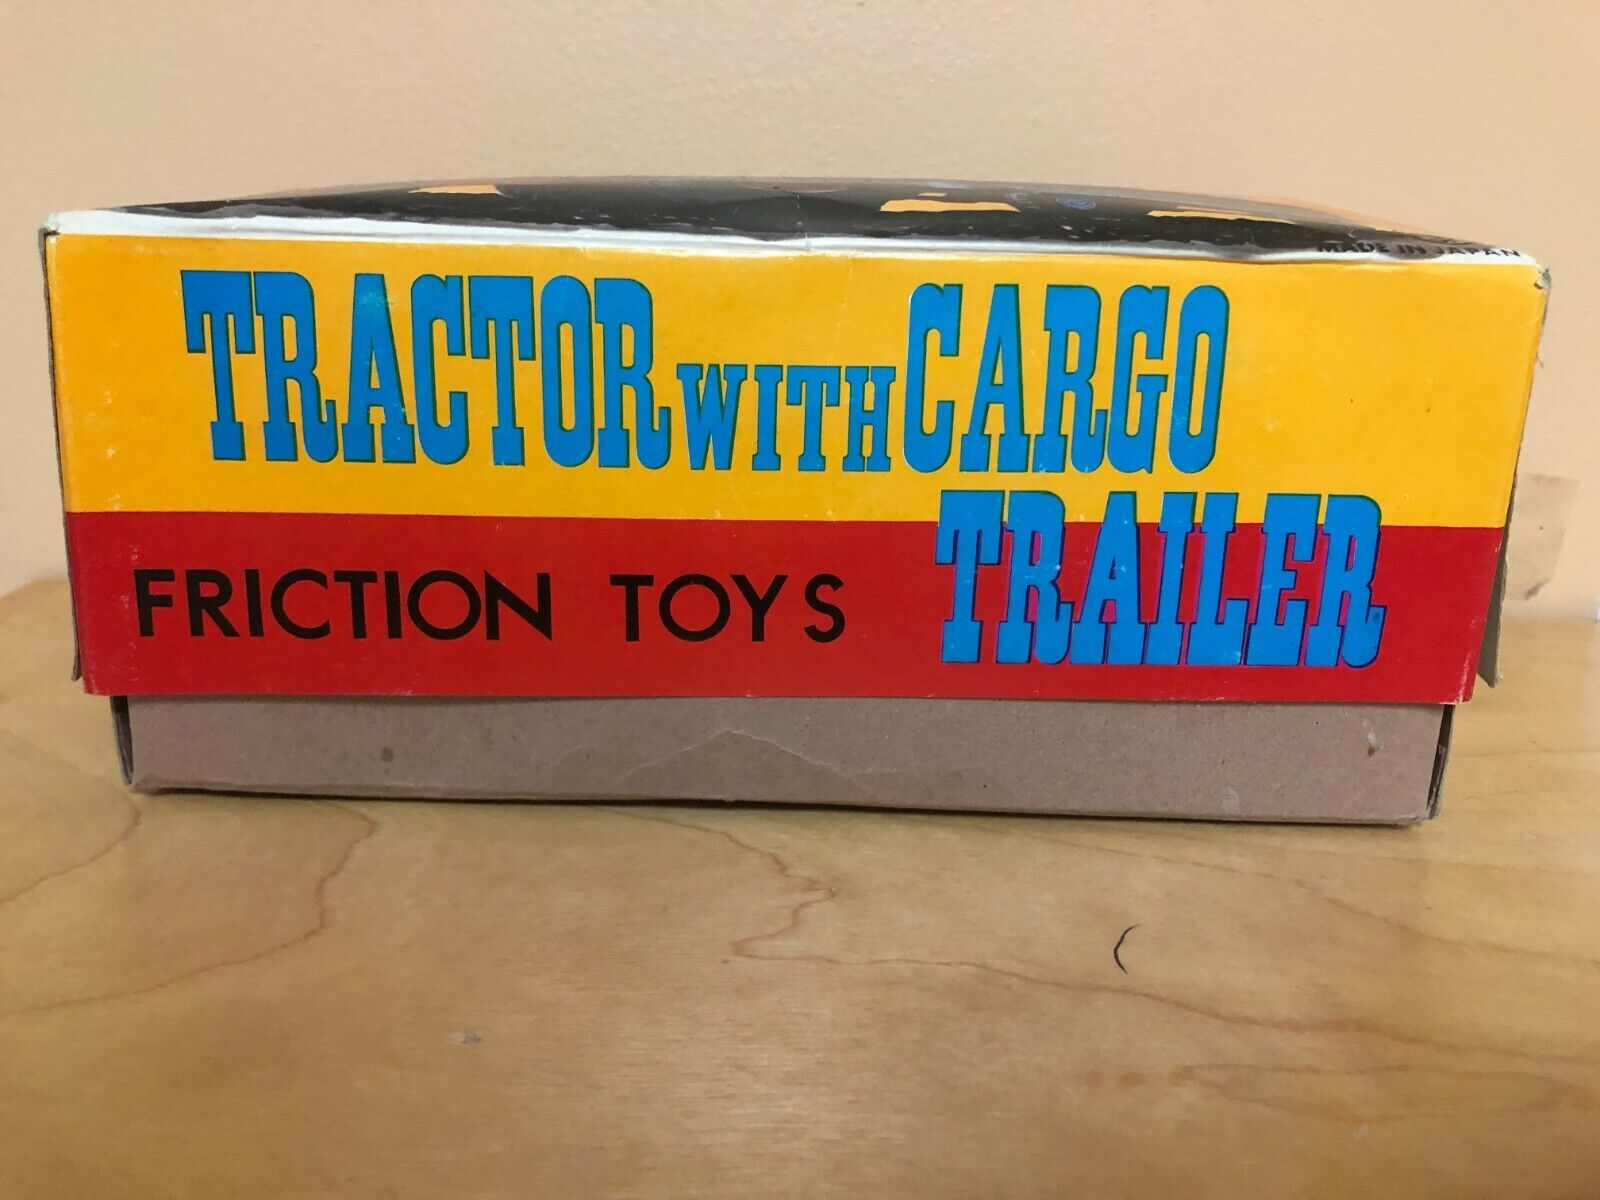 MADE IN JAPAN
TRACTOR WITH CARGO
TRAILER
FRICTION TOYS